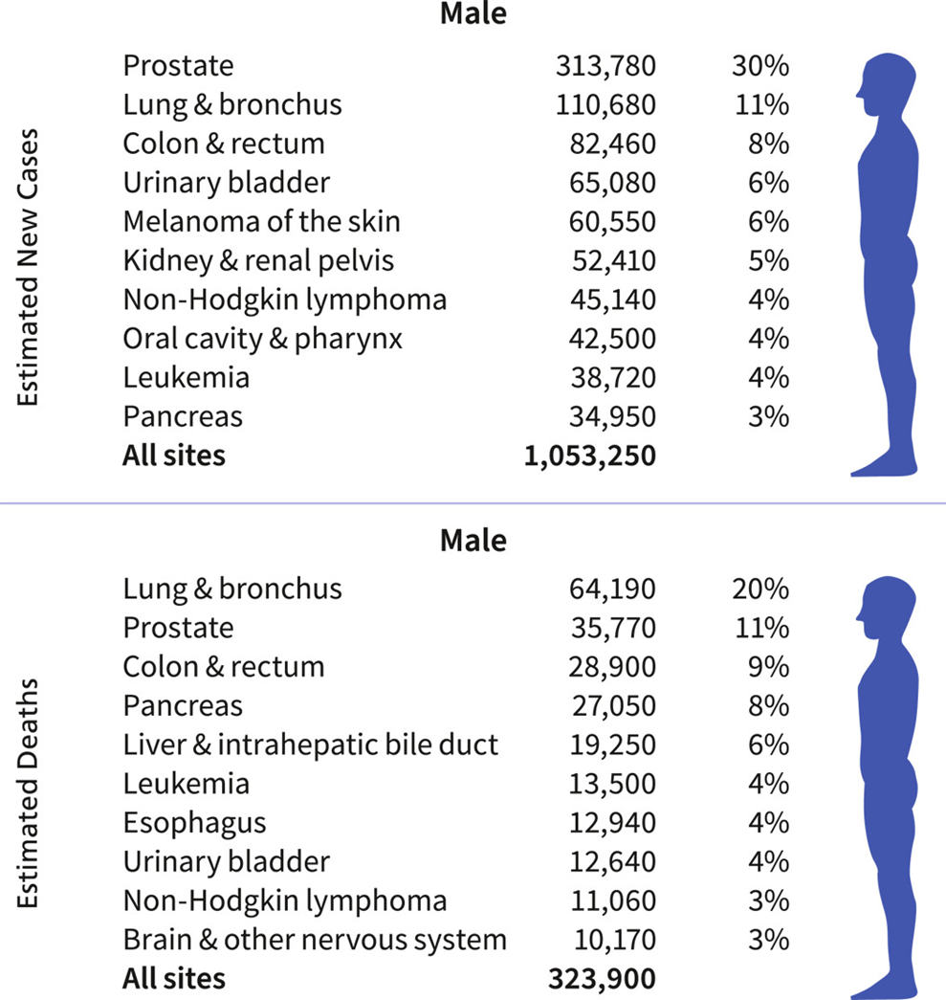 Male
Estimated New Cases
Prostate 313,780 30%
Lung & bronchus 110,680 11%
Colon & rectum 82,460 8%
Urinary bladder 65,080 6%
Melanoma of the skin 60,550 6%
Kidney & renal pelvis 52,410 5%
Non-Hodgkin lymphoma 45,140 4%
Oral cavity & pharynx 42,500 4%
Leukemia 38,720 4%
Pancreas 34,950 3%
All sites 1,053,250
Male
Estimated Deaths
Lung & bronchus 64,190 20%
Prostate 35,770 11%
Colon & rectum 28,900 9%
Pancreas 27,050 8%
Liver & intrahepatic bile duct 19,250 6%
Leukemia 13,500 4%
Esophagus 12,940 4%
Urinary bladder 12,640 4%
Non-Hodgkin lymphoma 11,060 3%
Brain & other nervous system 10,170 3%
All sites 323,900